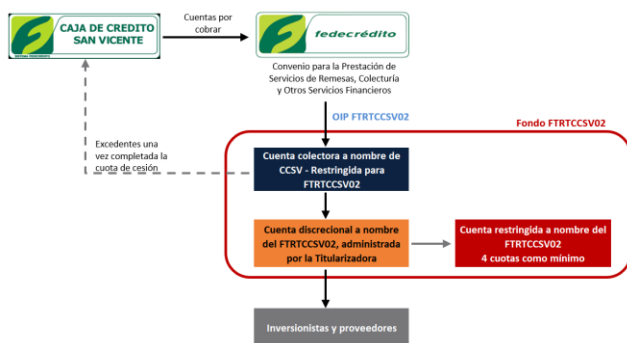 CAJA DE CREDITO
SAN VICENTE
SISTEMA FEDECREDITO
Cuentas por
cobrar
fedecrédito
Convenio para la Prestación de
Servicios de Remesas, Colecturía
y Otros Servicios Financieros
OIP FTRTCCSV02
Fondo FTRTCCSV02
Excedentes una
vez completada la
cuota de cesión
Cuenta colectora a nombre de
CCSV - Restringida para
FTRTCCSV02
Cuenta discrecional a nombre
del FTRTCCSV02, administrada
por la Titularizadora
Cuenta restringida a nombre del
FTRTCCSV02
4 cuotas como mínimo
Inversionistas y proveedores